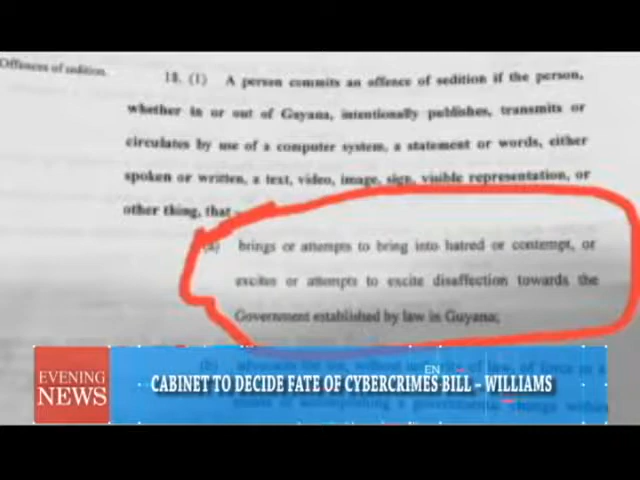 Offences of sedition.
18. (1) A person commits an offence of sedition if the person,
whether in or out of Guyana, intentionally publishes, transmits or
circulates by use of a computer system, a statement or words, either
spoken or written, a text, video, image, sign, visible representation, or
other thing, that –
(a) brings or attempts to bring into hatred or contempt, or
excites or attempts to excite disaffection towards the
Government established by law in Guyana;
(b)
EN
EVENING
NEWS
CABINET TO DECIDE FATE OF CYBERCRIMES BILL – WILLIAMS